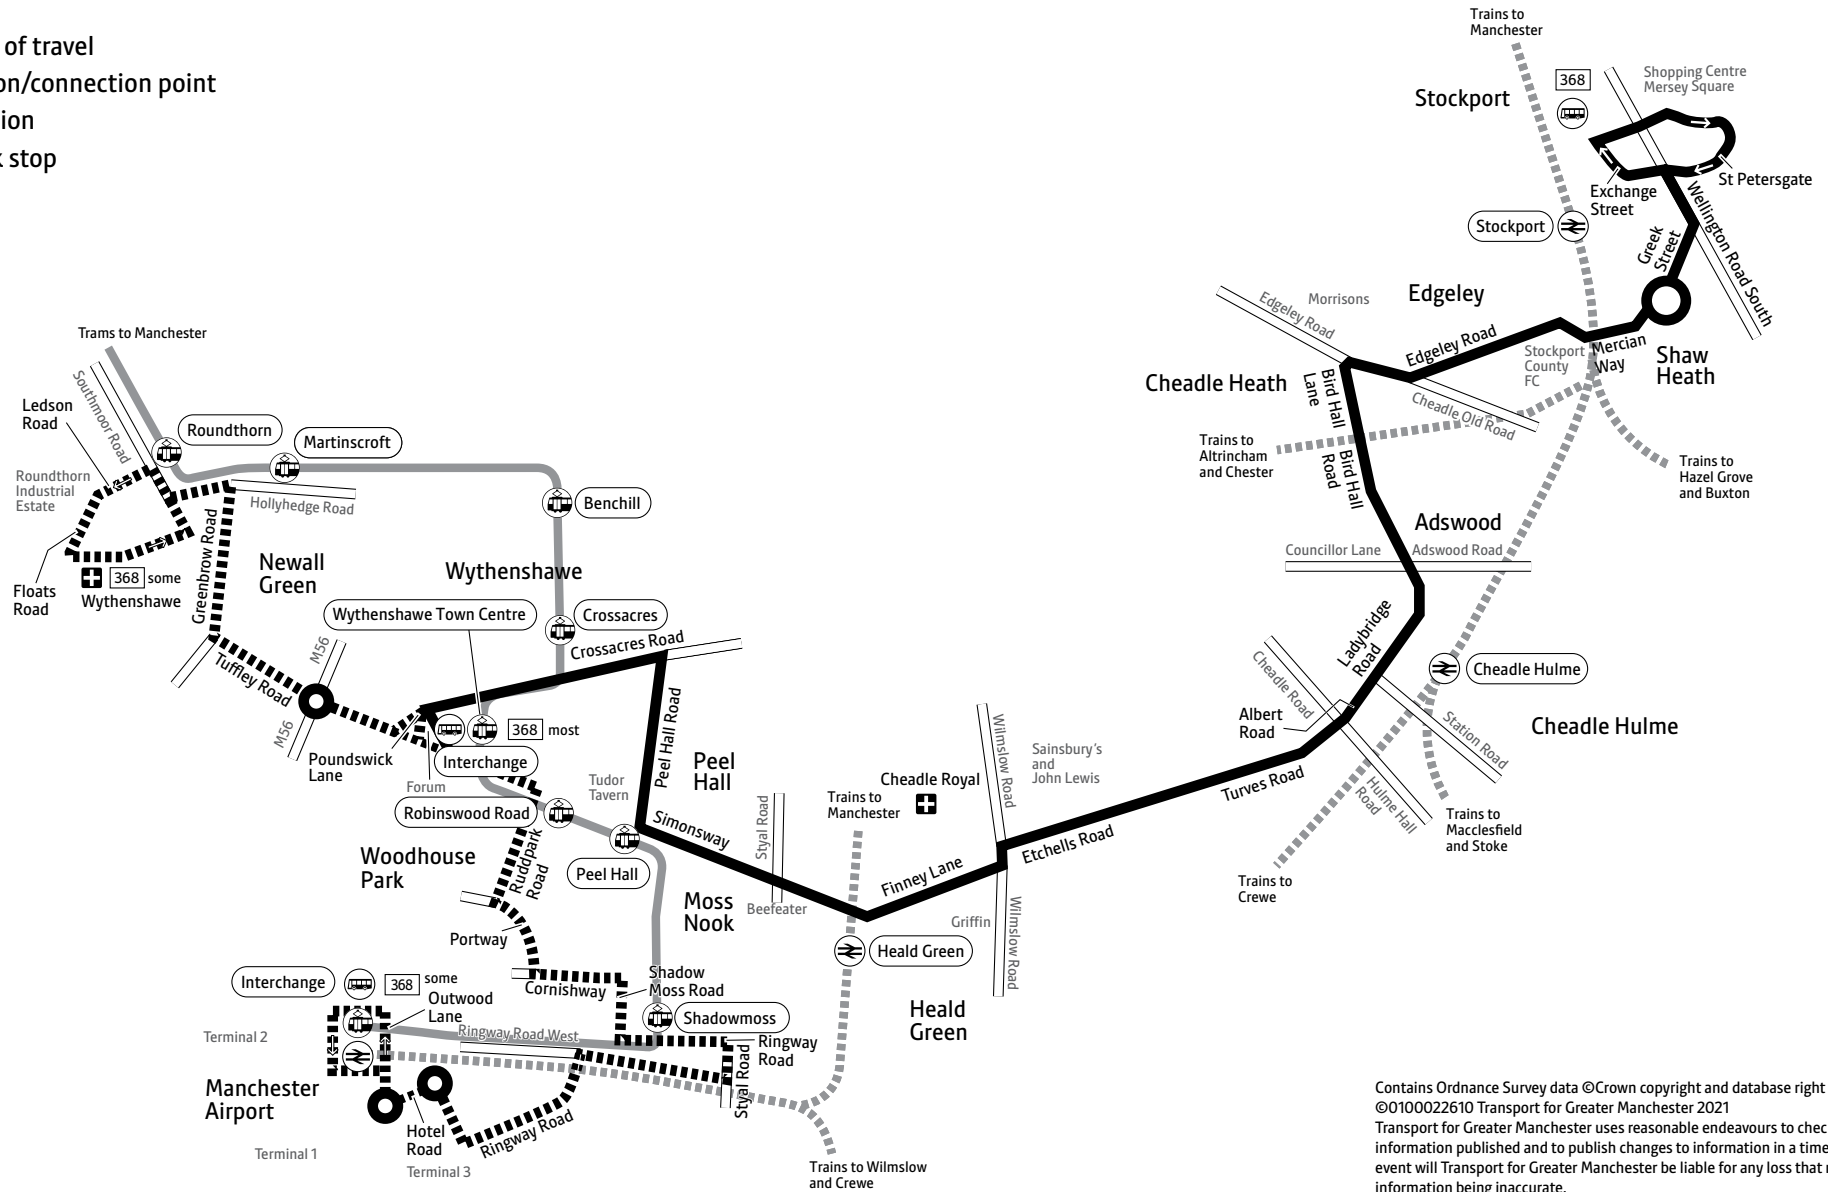 of travel
on/connection point
ion
k stop
Trains to
Manchester
368
Shopping Centre
Mersey Square
Stockport
St Petersgate
Exchange
Street
Stockport
Wellington Road South
Greek
Street
Edgeley
Edgeley Road
Morrisons
Edgeley Road
Stockport
County
FC
Mercian
Way
Shaw
Heath
Cheadle Heath
Bird Hall
Lane
Cheadle Old Road
Trains to
Altrincham
and Chester
Bird Hall
Road
Trains to
Hazel Grove
and Buxton
Adswood
Councillor Lane
Adswood Road
Ladybridge
Road
Cheadle Hulme
Cheadle Road
Albert
Road
Station Road
Cheadle Hulme
Hulme Hall
Road
Turves Road
Trains to
Macclesfield
and Stoke
Trains to
Crewe
Trams to Manchester
Ledson
Road
Southmoor Road
Roundthorn
Martinscroft
Roundthorn
Industrial
Estate
Hollyhedge Road
Benchill
Greenbrow Road
Newall
Green
Wythenshawe
368 some
Wythenshawe
Floats
Road
Wythenshawe Town Centre
Crossacres
Crossacres Road
M56
Tuffley Road
M56
368 most
Poundswick
Lane
Interchange
Forum
Peel Hall Road
Peel
Hall
Tudor
Tavern
Robinswood Road
Simonsway
Styal Road
Cheadle Royal
Trains to
Manchester
Wilmslow Road
Sainsbury's
and
John Lewis
Woodhouse
Park
Ruddpark
Road
Peel Hall
Finney Lane
Etchells Road
Moss
Nook
Beefeater
Griffin
Wilmslow Road
Portway
Heald Green
Interchange
368 some
Outwood
Lane
Cornishway
Shadow
Moss Road
Shadowmoss
Heald
Green
Terminal 2
Ringway Road West
Ringway
Road
Styal Road
Manchester
Airport
Hotel
Road
Ringway Road
Terminal 1
Terminal 3
Trains to Wilmslow
and Crewe
Contains Ordnance Survey data ©Crown copyright and database right
©0100022610 Transport for Greater Manchester 2021
Transport for Greater Manchester uses reasonable endeavours to chec
information published and to publish changes to information in a time
event will Transport for Greater Manchester be liable for any loss that
information being inaccurate.